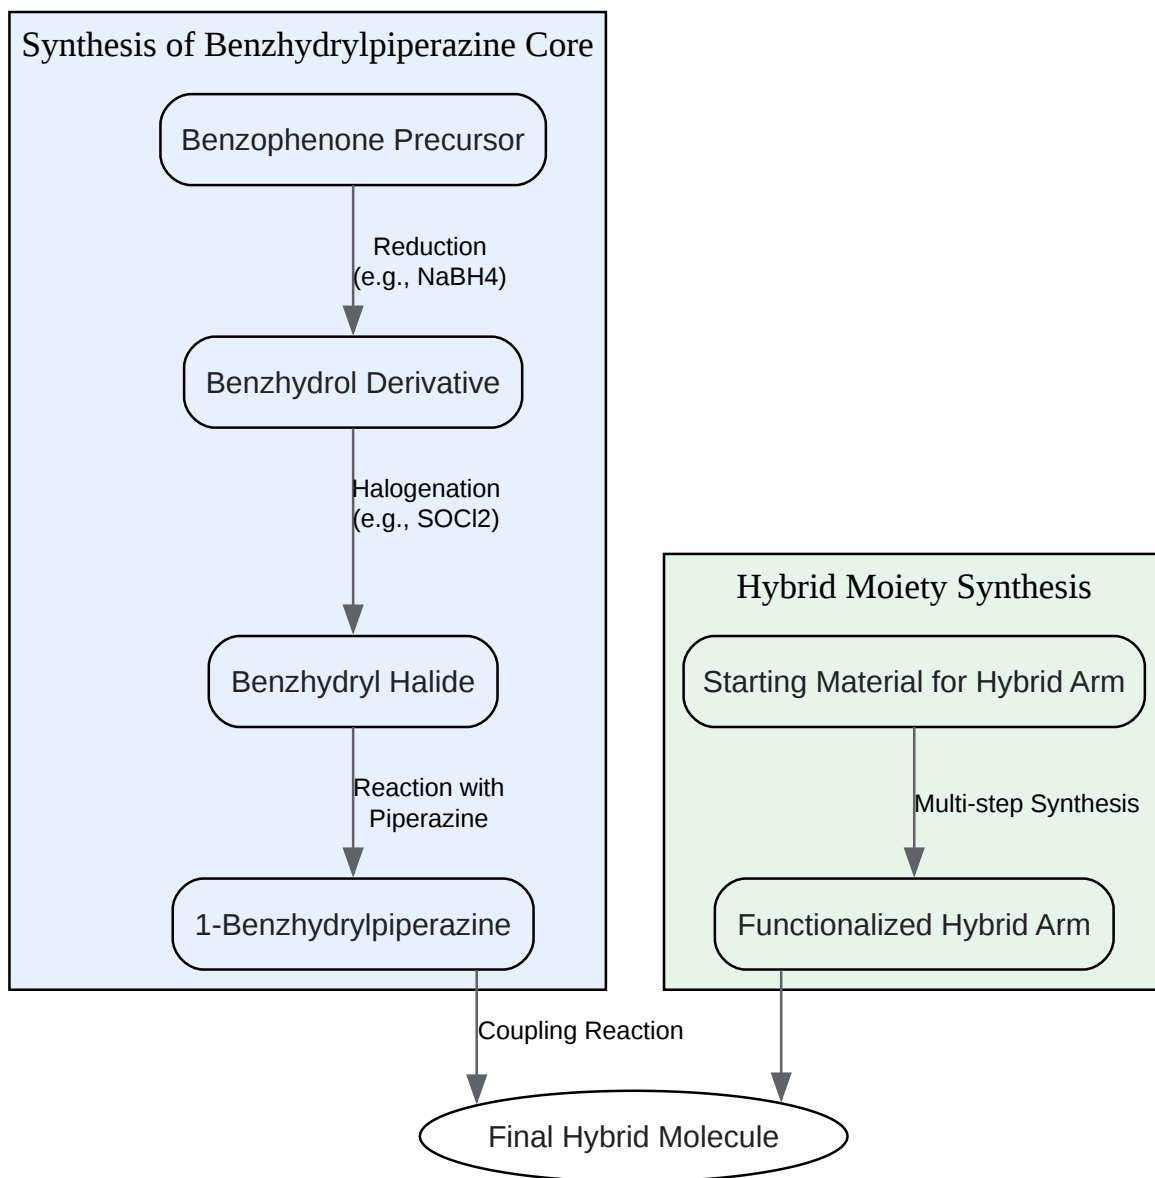 Synthesis of Benzhydrylpiperazine Core
Benzophenone Precursor
Reduction
(e.g., NaBH4)
Benzhydrol Derivative
Halogenation
(e.g., SOCl2)
Benzhydryl Halide
Reaction with
Piperazine
1-Benzhydrylpiperazine
Hybrid Moiety Synthesis
Starting Material for Hybrid Arm
Multi-step Synthesis
Functionalized Hybrid Arm
Coupling Reaction
Final Hybrid Molecule